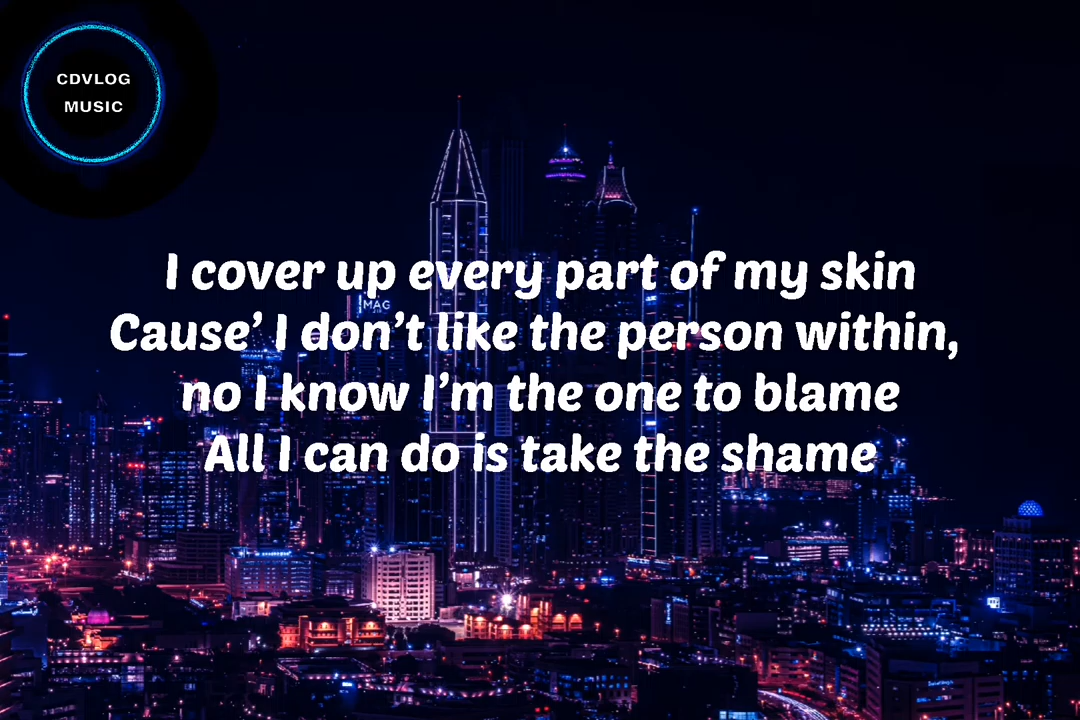 CDVLOG
MUSIC
I cover up every part of my skin
MAG
Cause’ I don’t like the person within,
no I know I’m the one to blame
All I can do is take the shame